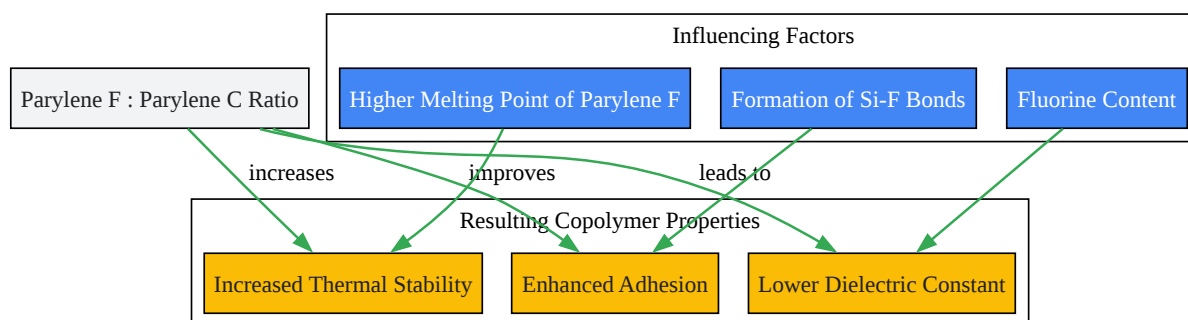 Influencing Factors
Parylene F : Parylene C Ratio
Higher Melting Point of Parylene F
Formation of Si-F Bonds
Fluorine Content
increases
improves
leads to
Resulting Copolymer Properties
Increased Thermal Stability
Enhanced Adhesion
Lower Dielectric Constant